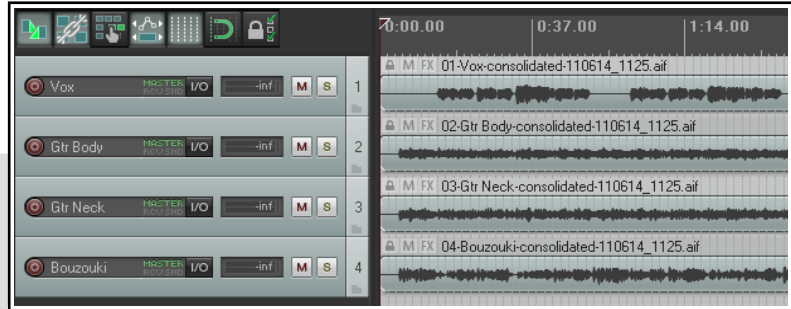 0:00.00 0:37.00 1:14.00
M FX 01-Vox-consolidated-110614_1125.aif
Vox MASTER RCV SND I/O -inf M S 1
M FX 02-Gtr Body-consolidated-110614_1125.aif
Gtr Body MASTER RCV SND I/O -inf M S 2
M FX 03-Gtr Neck-consolidated-110614_1125.aif
Gtr Neck MASTER RCV SND I/O -inf M S 3
M FX 04-Bouzouki-consolidated-110614_1125.aif
Bouzouki MASTER RCV SND I/O -inf M S 4